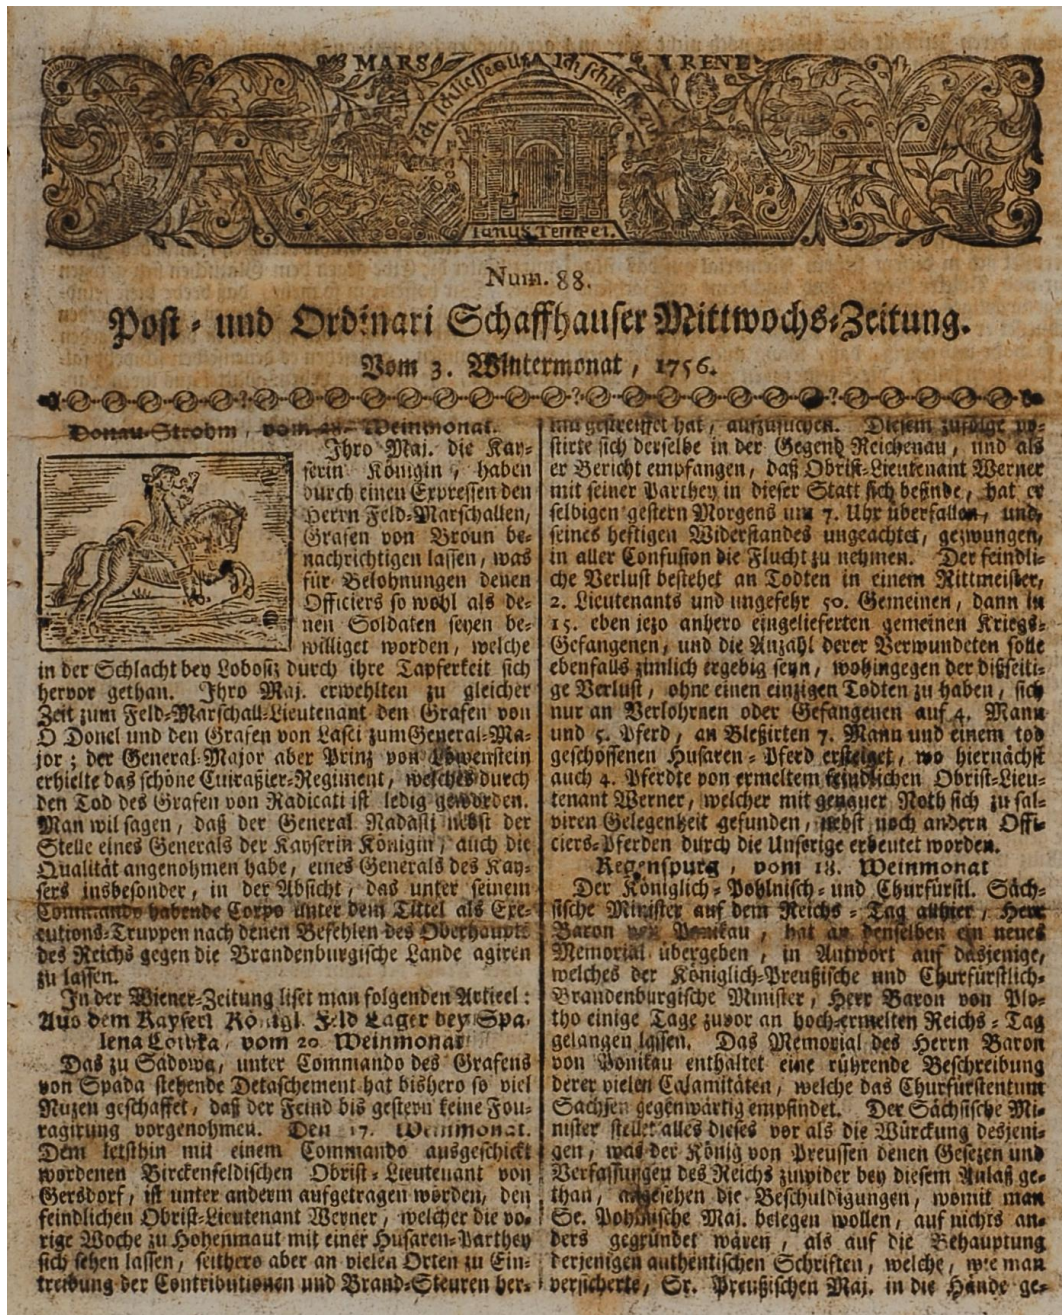 MARS
IRENE
Ich schliesse auf. Ich schliesse zu.
Ianus Tempel.
Num. 88.
Post- und Ordinari Schaffhauser Mittwochs-Zeitung.
Vom 3. Wintermonat, 1756.
Donau-Strohm, vom Weinmonat.
Ihro Maj. die Kay-
serin Königin, haben
durch einen Expressen den
Herrn Feld-Marschallen,
Grafen von Broun be-
nachrichtigen lassen, was
für Belohnungen denen
Officiers so wohl als de-
nen Soldaten seyen be-
williget worden, welche
in der Schlacht bey Lobositz durch ihre Tapferkeit sich
hervor gethan. Ihro Maj. erwehlten zu gleicher
Zeit zum Feld-Marschall-Lieutenant den Grafen von
O Donel und den Grafen von Lasci zum General-Ma-
jor; der General-Major aber Prinz von Löwenstein
erhielte das schöne Cuiraßier-Regiment, welches durch
den Tod des Grafen von Radicati ist ledig geworden.
Man wil sagen, daß der General Nadasti nebst der
Stelle eines Generals der Kayserin Königin, auch die
Qualität angenommen habe, eines Generals des Kay-
sers insbesonder, in der Absicht, das unter seinem
Commando habende Corpo unter dem Tittel als Exe-
cutions-Truppen nach denen Befehlen des Oberhaupts
des Reichs gegen die Brandenburgische Lande agiren
zu lassen.
In der Wiener-Zeitung liset man folgenden Articel:
Aus dem Kayserl Königl. Feld Lager bey Spa-
lena Lotvka, vom 20 Weinmonat
Das zu Sadowa, unter Commando des Grafens
von Spada stehende Detaschement hat bishero so viel
Nuzen geschaffet, daß der Feind bis gestern keine Fou-
ragirung vorgenohmen. Den 17. Weinmonat.
Dem letsthin mit einem Commando ausgeschickt
wordenen Birckenfeldischen Obrist-Lieutenant von
Gersdorf, ist unter anderm aufgetragen worden, den
feindlichen Obrist-Lieutenant Werner, welcher die vo-
rige Woche zu Hohenmaut mit einer Husaren-Parthey
sich sehen lassen, seithero aber an vielen Orten zu Ein-
treibung der Contributionen und Brand-Steuren her-
um gestreiffet hat, aufzusuchen. Diesem zufolge po-
stirte sich derselbe in der Gegend Reichenau, und als
er Bericht empfangen, daß Obrist-Lieutenant Werner
mit seiner Parthey in dieser Statt sich befinde, hat er
selbigen gestern Morgens um 7. Uhr überfallen, und
seines heftigen Widerstandes ungeachtet, gezwungen,
in aller Confusion die Flucht zu nehmen. Der feindli-
che Verlust bestehet an Todten in einem Rittmeister,
2. Lieutenants und ungefehr 50. Gemeinen, dann in
15. eben jezo anhero eingelieferten gemeinen Kriegs-
Gefangenen, und die Anzahl derer Verwundeten solle
ebenfalls zimlich ergebig seyn, wohingegen der dißseiti-
ge Verlust, ohne einen einzigen Todten zu haben, sich
nur an Verlohrnen oder Gefangenen auf 4. Mann
und 5. Pferd, an Bleßirten 7. Mann und einem tod
geschossenen Husaren-Pferd ersteiget, wo hiernächst
auch 4. Pferdte von ermeltem feindlichen Obrist-Lieu-
tenant Werner, welcher mit genauer Noth sich zu sal-
viren Gelegenheit gefunden, nebst noch andern Offi-
ciers-Pferden durch die Unserige erbeutet worden.
Regenspurg, vom 18. Weinmonat
Der Königlich-Pohlnisch- und Churfürstl. Säch-
sische Minister auf dem Reichs-Tag allhier, Herr
Baron von Ponikau, hat an denselben ein neues
Memorial übergeben, in Antwort auf dasjenige,
welches der Königlich-Preußische und Churfürstlich-
Brandenburgische Minister, Herr Baron von Plo-
tho einige Tage zuvor an hoch-ermelten Reichs-Tag
gelangen lassen. Das Memorial des Herrn Baron
von Ponikau enthaltet eine rührende Beschreibung
derer vielen Calamitäten, welche das Churfürstentum
Sachsen gegenwärtig empfindet. Der Sächsische Mi-
nister stellet alles dieses vor als die Würckung desjeni-
gen, was der König von Preussen denen Gesezen und
Verfassungen des Reichs zuwider bey diesem Anlaß ge-
than, angesehen die Beschuldigungen, womit man
Se. Pohlnische Maj. belegen wollen, auf nichts an-
ders gegründet wären, als auf die Behauptung
derjenigen authentischen Schriften, welche, wie man
versicherte, Sr. Preußischen Maj. in die Hände ge-